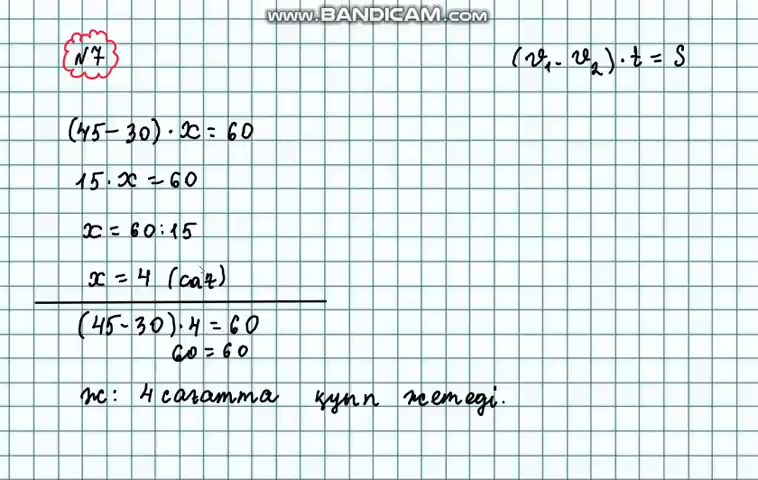 www.BANDICAM.com
N7
(v₁ - v₂) · t = S
(45-30) · x = 60
15 · x = 60
x = 60:15
x = 4 (сағ)
(45-30) · 4 = 60
60 = 60
ж: 4 сағатта қуып жетеді.